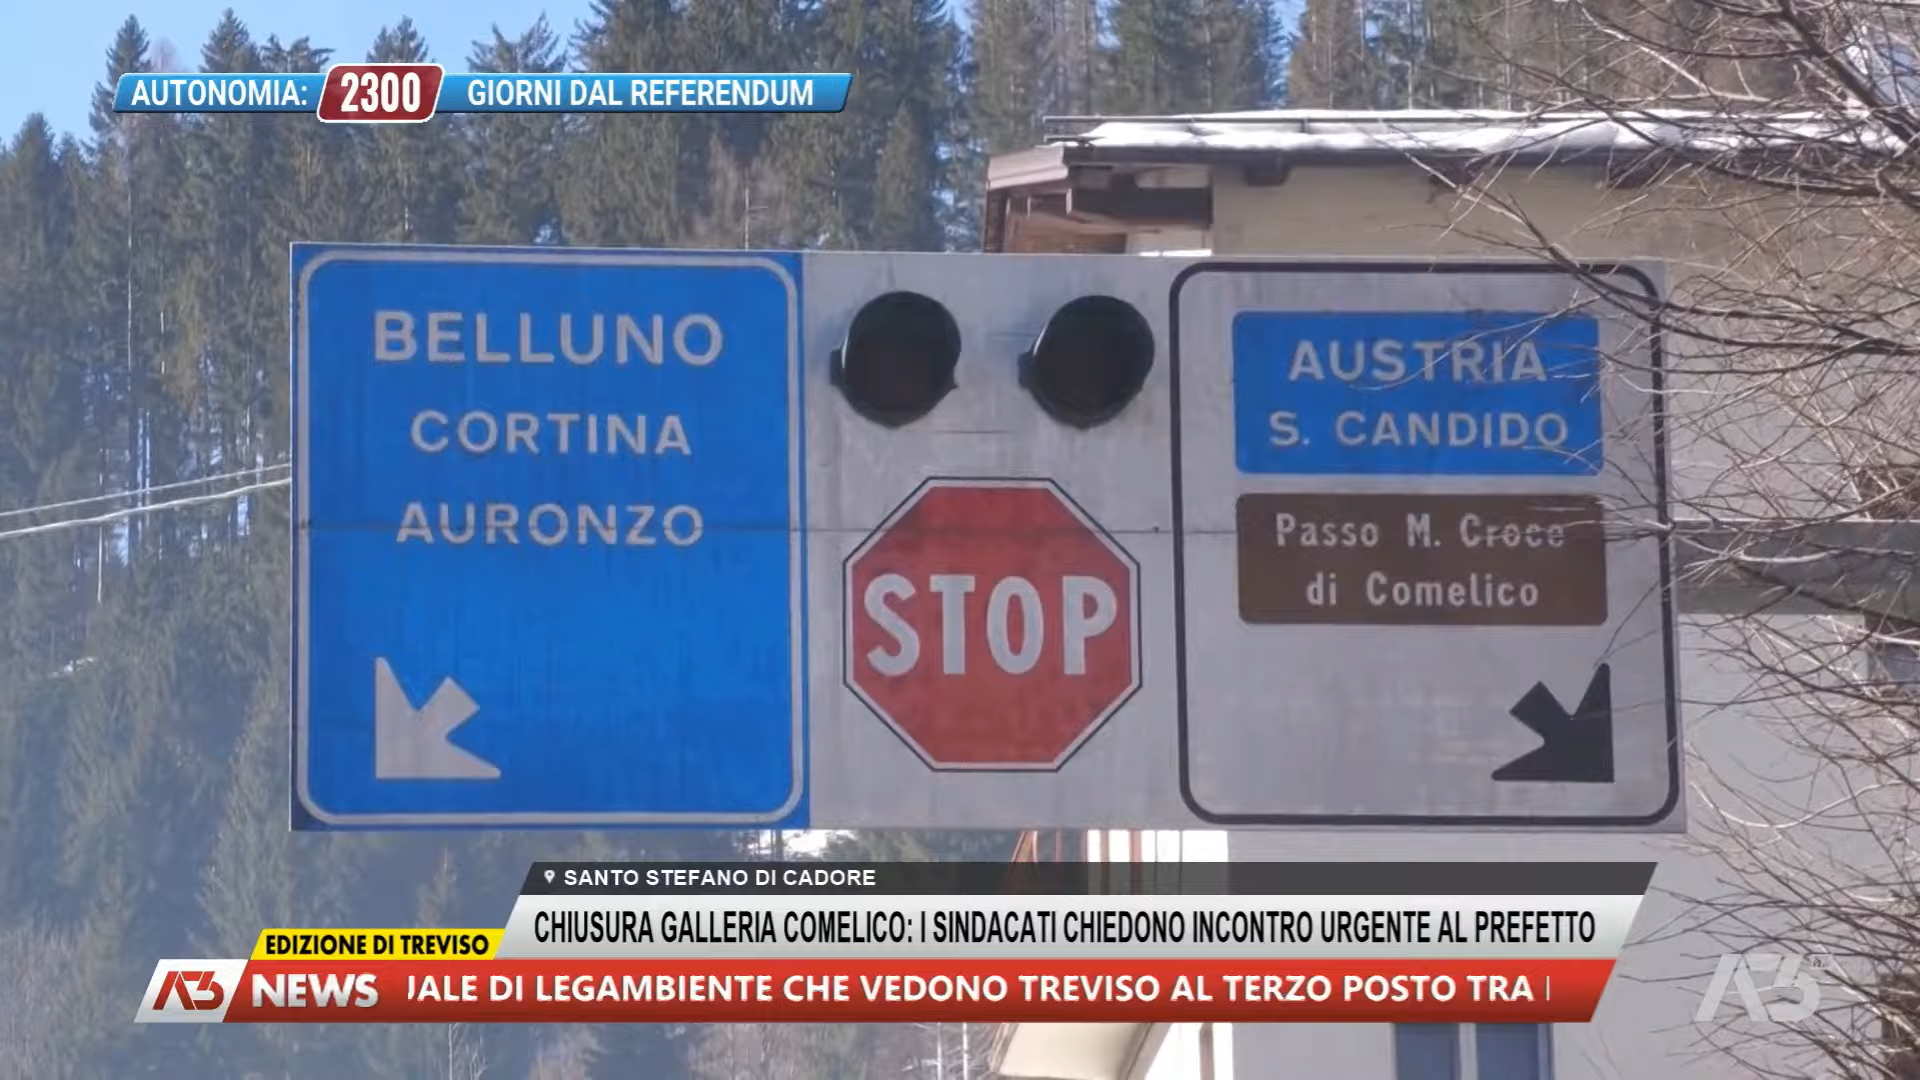 AUTONOMIA: 2300 GIORNI DAL REFERENDUM
BELLUNO
CORTINA
AURONZO
STOP
AUSTRIA
S. CANDIDO
Passo M. Croce
di Comelico
SANTO STEFANO DI CADORE
CHIUSURA GALLERIA COMELICO: I SINDACATI CHIEDONO INCONTRO URGENTE AL PREFETTO
EDIZIONE DI TREVISO
A3 NEWS
DI LEGAMBIENTE CHE VEDONO TREVISO AL TERZO POSTO TRA
A3